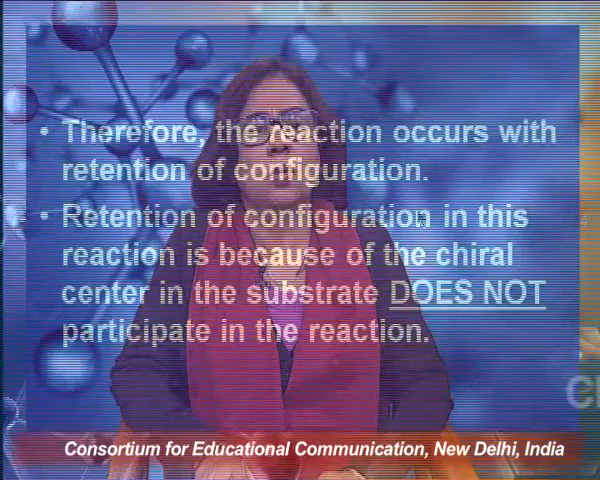 • Therefore, the reaction occurs with
retention of configuration.
• Retention of configuration in this
reaction is because of the chiral
center in the substrate DOES NOT
participate in the reaction.
Consortium for Educational Communication, New Delhi, India